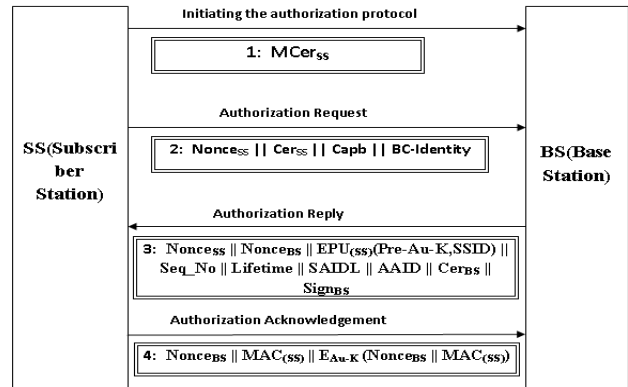 Initiating the authorization protocol
1: MCerSS
Authorization Request
2: NonceSS || CerSS || Capb || BC-Identity
SS(Subscri
ber
Station)
BS(Base
Station)
Authorization Reply
3: NonceSS || NonceBS || EPU(SS)(Pre-Au-K,SSID) ||
Seq_No || Lifetime || SAIDL || AAID || CerBS ||
SignBS
Authorization Acknowledgement
4: NonceBS || MAC(SS) || EAu-K (NonceBS || MAC(SS))